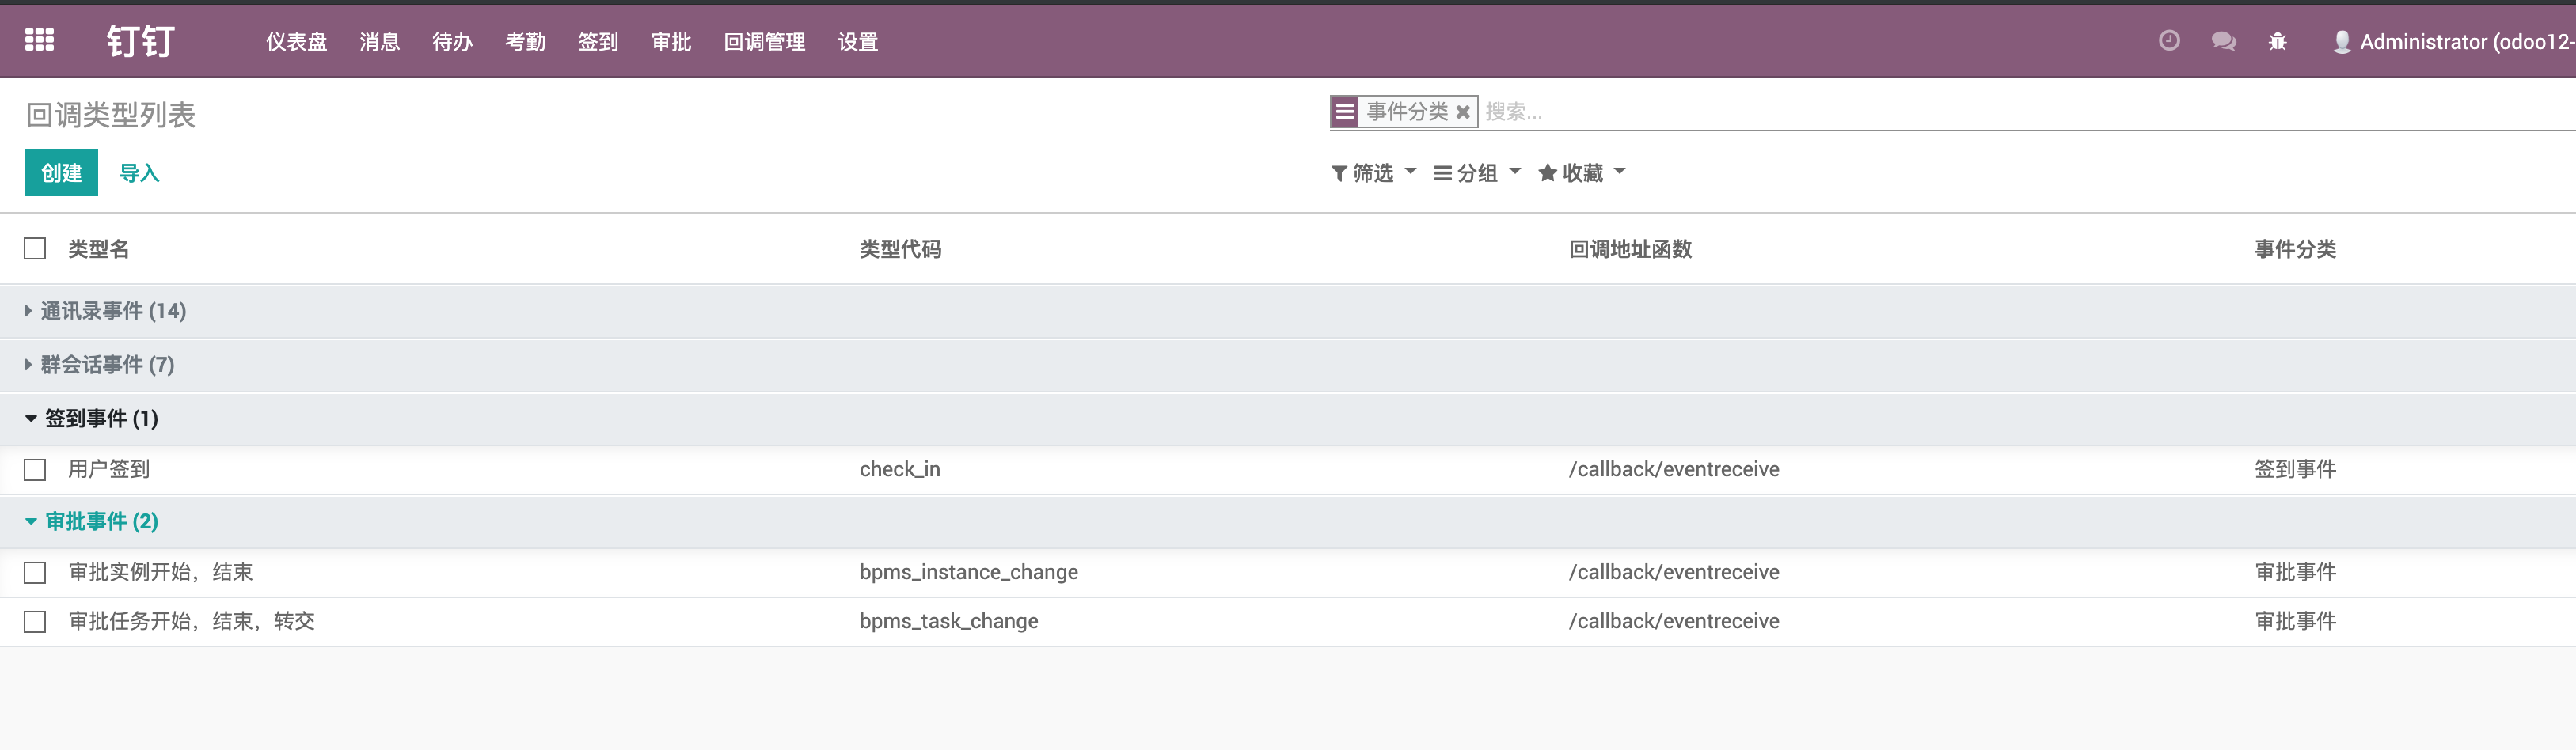 钉钉 仪表盘 消息 待办 考勤 签到 审批 回调管理 设置 Administrator (odoo12-
回调类型列表 事件分类 搜索...
创建 导入 筛选 分组 收藏
类型名 类型代码 回调地址函数 事件分类
通讯录事件 (14)
群会话事件 (7)
签到事件 (1)
用户签到 check_in /callback/eventreceive 签到事件
审批事件 (2)
审批实例开始，结束 bpms_instance_change /callback/eventreceive 审批事件
审批任务开始，结束，转交 bpms_task_change /callback/eventreceive 审批事件